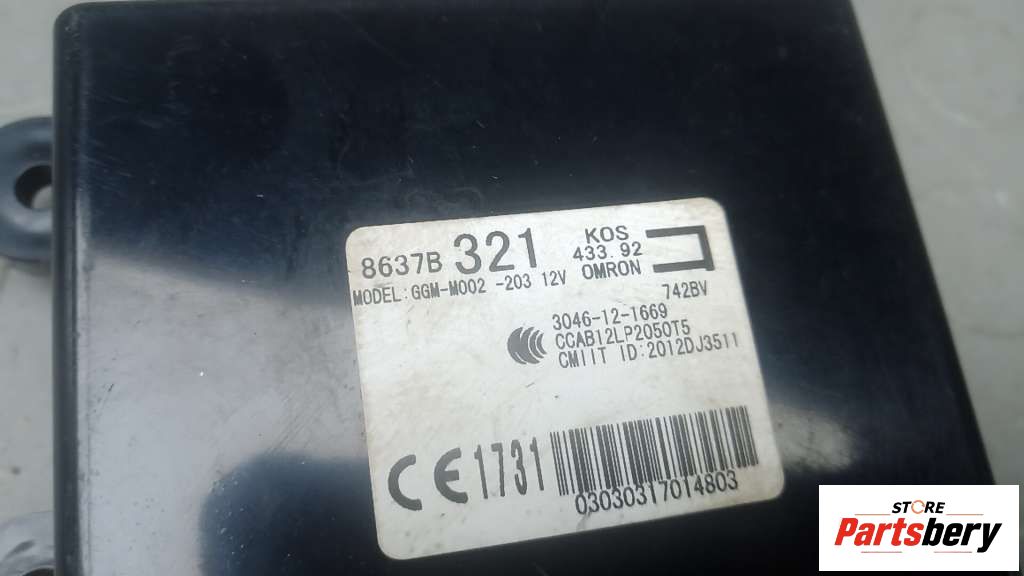 8637B 321
KOS
433.92
OMRON
MODEL:GGM-M002 -203 12V
742BV
3046-12-1669
CCAB12LP2050T5
CMIIT ID:2012DJ3511
CE1731
03030317014803
STORE
Partsbery